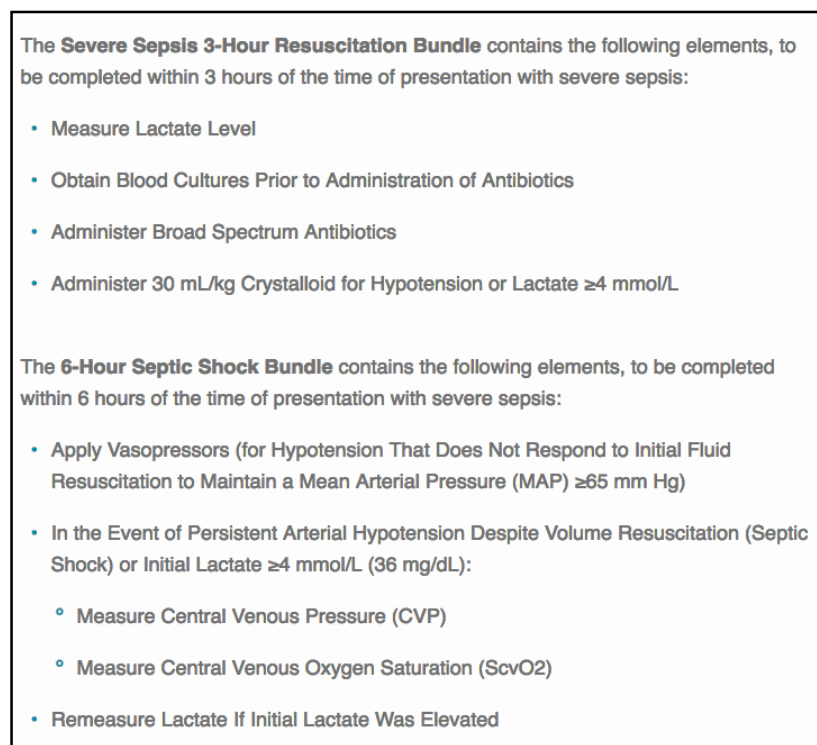 The Severe Sepsis 3-Hour Resuscitation Bundle contains the following elements, to
be completed within 3 hours of the time of presentation with severe sepsis:
• Measure Lactate Level
• Obtain Blood Cultures Prior to Administration of Antibiotics
• Administer Broad Spectrum Antibiotics
• Administer 30 mL/kg Crystalloid for Hypotension or Lactate ≥4 mmol/L
The 6-Hour Septic Shock Bundle contains the following elements, to be completed
within 6 hours of the time of presentation with severe sepsis:
• Apply Vasopressors (for Hypotension That Does Not Respond to Initial Fluid
Resuscitation to Maintain a Mean Arterial Pressure (MAP) ≥65 mm Hg)
• In the Event of Persistent Arterial Hypotension Despite Volume Resuscitation (Septic
Shock) or Initial Lactate ≥4 mmol/L (36 mg/dL):
° Measure Central Venous Pressure (CVP)
° Measure Central Venous Oxygen Saturation (ScvO2)
• Remeasure Lactate If Initial Lactate Was Elevated